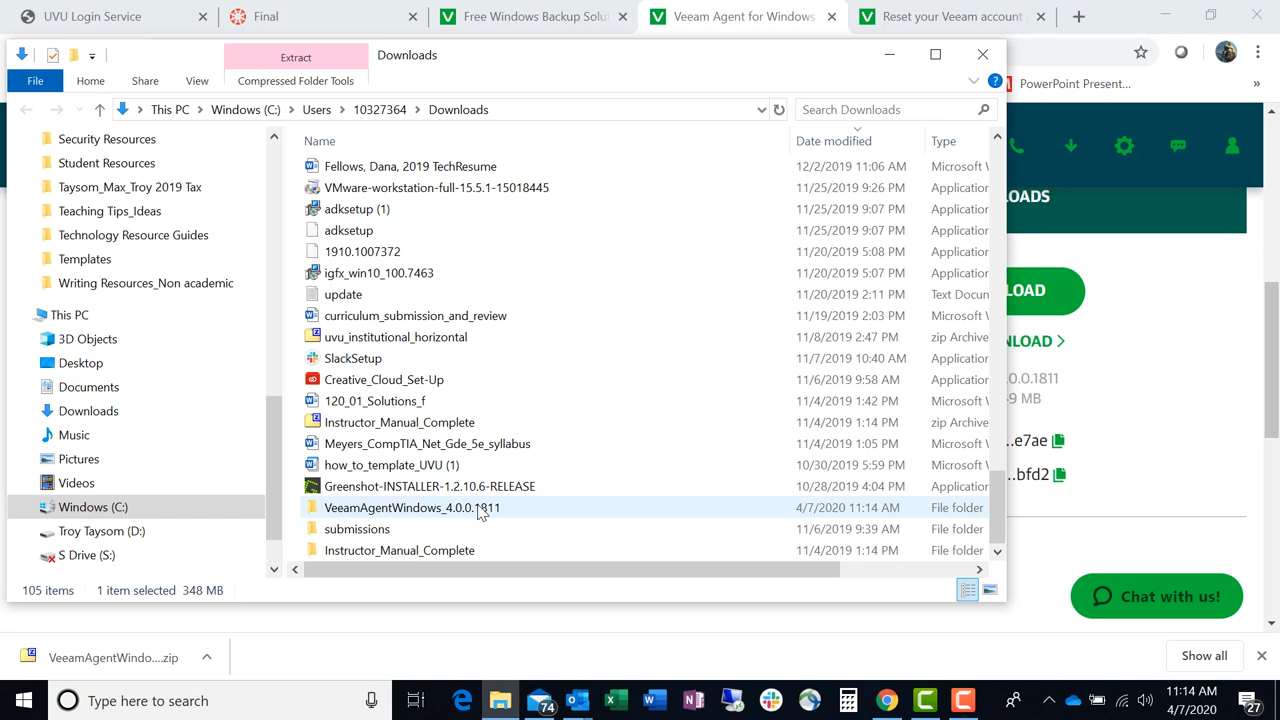 UVU Login Service
Final
Free Windows Backup Solu
Veeam Agent for Windows
Reset your Veeam account
Extract
Downloads
File
Home
Share
View
Compressed Folder Tools
PowerPoint Present...
This PC > Windows (C:) > Users > 10327364 > Downloads
Search Downloads
Name
Date modified
Type
Security Resources
Student Resources
Taysom_Max_Troy 2019 Tax
Teaching Tips_Ideas
Technology Resource Guides
Templates
Writing Resources_Non academic
This PC
3D Objects
Desktop
Documents
Downloads
Music
Pictures
Videos
Windows (C:)
Troy Taysom (D:)
S Drive (S:)
Fellows, Dana, 2019 TechResume 12/2/2019 11:06 AM Microsoft W
VMware-workstation-full-15.5.1-15018445 11/25/2019 9:26 PM Application
adksetup (1) 11/25/2019 9:07 PM Application
adksetup 11/25/2019 9:07 PM Application
1910.1007372 11/20/2019 5:08 PM Application
igfx_win10_100.7463 11/20/2019 5:07 PM Application
update 11/20/2019 2:11 PM Text Docun
curriculum_submission_and_review 11/19/2019 2:03 PM Microsoft W
uvu_institutional_horizontal 11/8/2019 2:47 PM zip Archive
SlackSetup 11/7/2019 10:40 AM Application
Creative_Cloud_Set-Up 11/6/2019 9:58 AM Application
120_01_Solutions_f 11/4/2019 1:42 PM Microsoft W
Instructor_Manual_Complete 11/4/2019 1:14 PM zip Archive
Meyers_CompTIA_Net_Gde_5e_syllabus 11/4/2019 1:05 PM Microsoft W
how_to_template_UVU (1) 10/30/2019 5:59 PM Microsoft W
Greenshot-INSTALLER-1.2.10.6-RELEASE 10/28/2019 4:04 PM Application
VeeamAgentWindows_4.0.0.1811 4/7/2020 11:14 AM File folder
submissions 11/6/2019 9:39 AM File folder
Instructor_Manual_Complete 11/4/2019 1:14 PM File folder
105 items 1 item selected 348 MB
.OADS
LOAD
NLOAD >
.0.0.1811
9 MB
..e7ae
..bfd2
Chat with us!
VeeamAgentWindo....zip
Show all
Type here to search
74
11:14 AM
4/7/2020
27